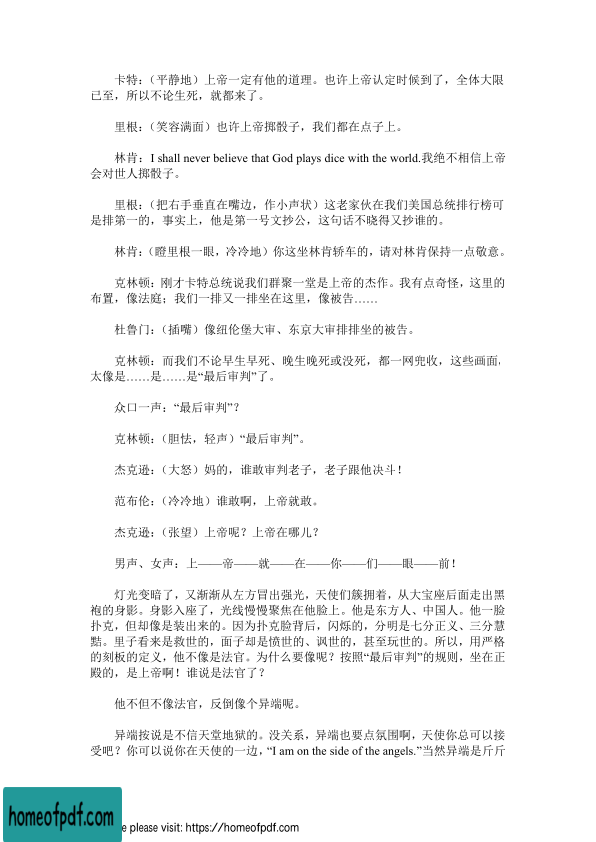 卡特：（平静地）上帝一定有他的道理。也许上帝认定时候到了，全体大限
已至，所以不论生死，就都来了。
里根：（笑容满面）也许上帝掷骰子，我们都在点子上。
林肯：I shall never believe that God plays dice with the world.我绝不相信上帝
会对世人掷骰子。
里根：（把右手垂直在嘴边，作小声状）这老家伙在我们美国总统排行榜可
是排第一的，事实上，他是第一号文抄公，这句话不晓得又抄谁的。
林肯：（瞪里根一眼，冷冷地）你这坐林肯轿车的，请对林肯保持一点敬意。
克林顿：刚才卡特总统说我们群聚一堂是上帝的杰作。我有点奇怪，这里的
布置，像法庭；我们一排又一排坐在这里，像被告……
杜鲁门：（插嘴）像纽伦堡大审、东京大审排排坐的被告。
克林顿：而我们不论早生早死、晚生晚死或没死，都一网兜收，这些画面，
太像是……是……是“最后审判”了。
众口一声：“最后审判”？
克林顿：（胆怯，轻声）“最后审判”。
杰克逊：（大怒）妈的，谁敢审判老子，老子跟他决斗！
范布伦：（冷冷地）谁敢啊，上帝就敢。
杰克逊：（张望）上帝呢？上帝在哪儿？
男声、女声：上——帝——就——在——你——们——眼——前！
灯光变暗了，又渐渐从左方冒出强光，天使们簇拥着，从大宝座后面走出黑
袍的身影。身影入座了，光线慢慢聚焦在他脸上。他是东方人、中国人。他一脸
扑克，但却像是装出来的。因为扑克脸背后，闪烁的，分明是七分正义、三分慧
黠。里子看来是救世的，面子却是愤世的、讽世的，甚至玩世的。所以，用严格
的刻板的定义，他不像是法官。为什么要像呢？按照“最后审判”的规则，坐在正
殿的，是上帝啊！谁说是法官了？
他不但不像法官，反倒像个异端呢。
异端按说是不信天堂地狱的。没关系，异端也要点氛围啊，天使你总可以接
受吧？你可以说你在天使的一边，“I am on the side of the angels.”当然异端是斤斤
homeofpdf.com
e please visit: https://homeofpdf.com